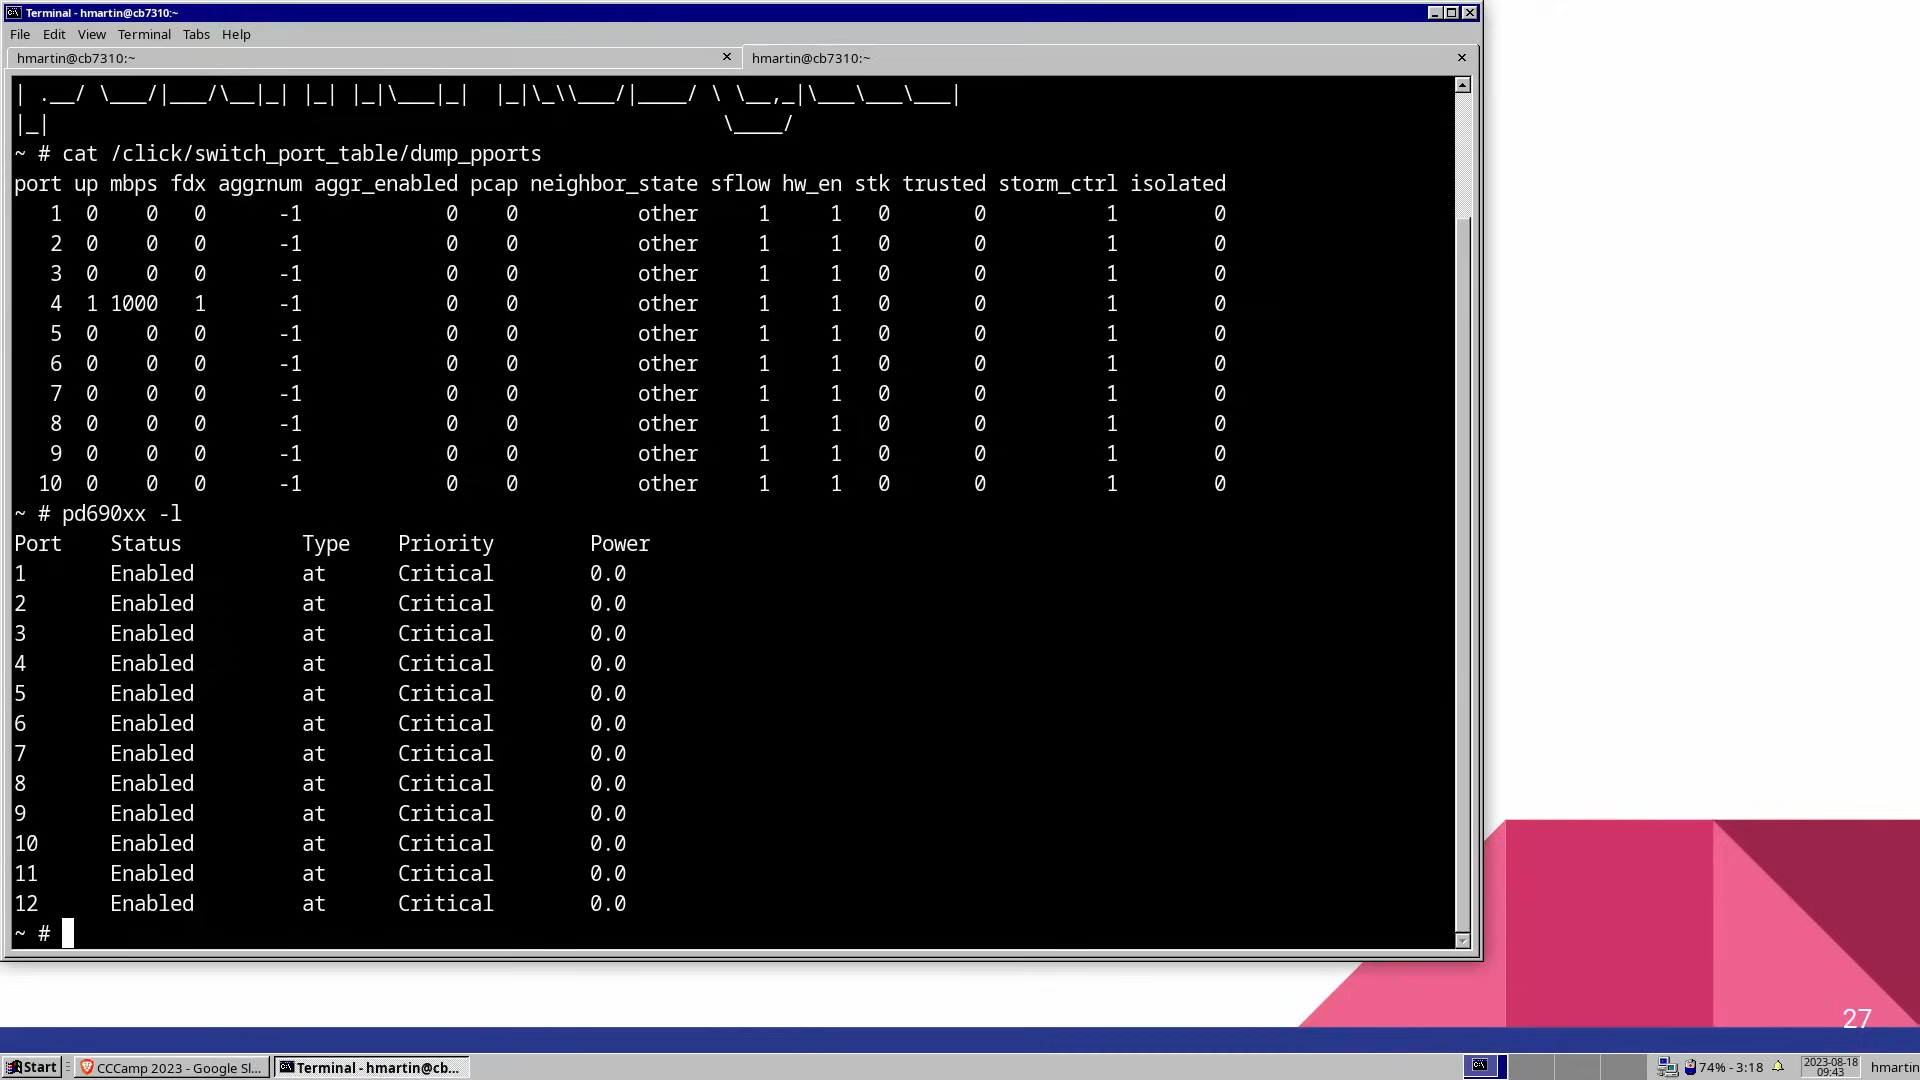 Terminal - hmartin@cb7310:~
File Edit View Terminal Tabs Help
hmartin@cb7310:~ hmartin@cb7310:~
| .__/ \___/|___/\__|_| |_| |_|\___|_|  |_|\_\\___/|____/ \ \__,_|\___\___\___|
|_|                                                        \____/
~ # cat /click/switch_port_table/dump_pports
port up mbps fdx aggrnum aggr_enabled pcap neighbor_state sflow hw_en stk trusted storm_ctrl isolated
1 0 0 0 -1 0 0 other 1 1 0 0 1 0
2 0 0 0 -1 0 0 other 1 1 0 0 1 0
3 0 0 0 -1 0 0 other 1 1 0 0 1 0
4 1 1000 1 -1 0 0 other 1 1 0 0 1 0
5 0 0 0 -1 0 0 other 1 1 0 0 1 0
6 0 0 0 -1 0 0 other 1 1 0 0 1 0
7 0 0 0 -1 0 0 other 1 1 0 0 1 0
8 0 0 0 -1 0 0 other 1 1 0 0 1 0
9 0 0 0 -1 0 0 other 1 1 0 0 1 0
10 0 0 0 -1 0 0 other 1 1 0 0 1 0
~ # pd690xx -l
Port Status Type Priority Power
1 Enabled at Critical 0.0
2 Enabled at Critical 0.0
3 Enabled at Critical 0.0
4 Enabled at Critical 0.0
5 Enabled at Critical 0.0
6 Enabled at Critical 0.0
7 Enabled at Critical 0.0
8 Enabled at Critical 0.0
9 Enabled at Critical 0.0
10 Enabled at Critical 0.0
11 Enabled at Critical 0.0
12 Enabled at Critical 0.0
~ #
27
Start CCCamp 2023 - Google Sl... Terminal - hmartin@cb... 74% - 3:18 2023-08-18 hmartin
09:43